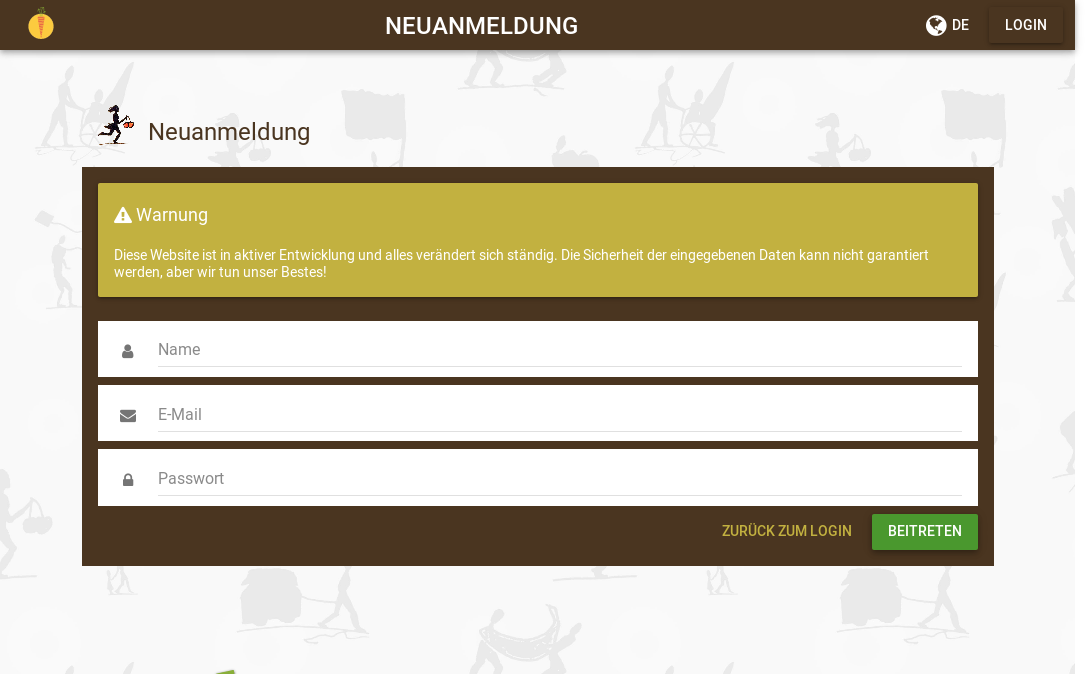 NEUANMELDUNG
DE
LOGIN
Neuanmeldung
Warnung
Diese Website ist in aktiver Entwicklung und alles verändert sich ständig. Die Sicherheit der eingegebenen Daten kann nicht garantiert
werden, aber wir tun unser Bestes!
Name
E-Mail
Passwort
ZURÜCK ZUM LOGIN
BEITRETEN